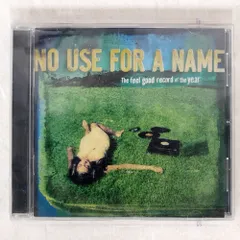 NO USE FOR A NAME
The feel good record of the year